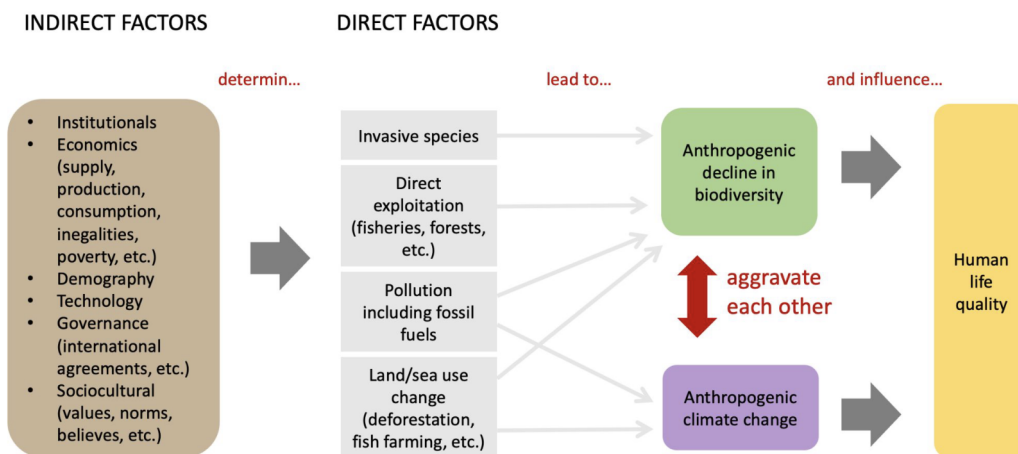 INDIRECT FACTORS
DIRECT FACTORS
determin...
lead to...
and influence...
• Institutionals
• Economics
(supply,
production,
consumption,
inegalities,
poverty, etc.)
• Demography
• Technology
• Governance
(international
agreements, etc.)
• Sociocultural
(values, norms,
believes, etc.)
Invasive species
Direct
exploitation
(fisheries, forests,
etc.)
Pollution
including fossil
fuels
Land/sea use
change
(deforestation,
fish farming, etc.)
Anthropogenic
decline in
biodiversity
aggravate
each other
Anthropogenic
climate change
Human
life
quality